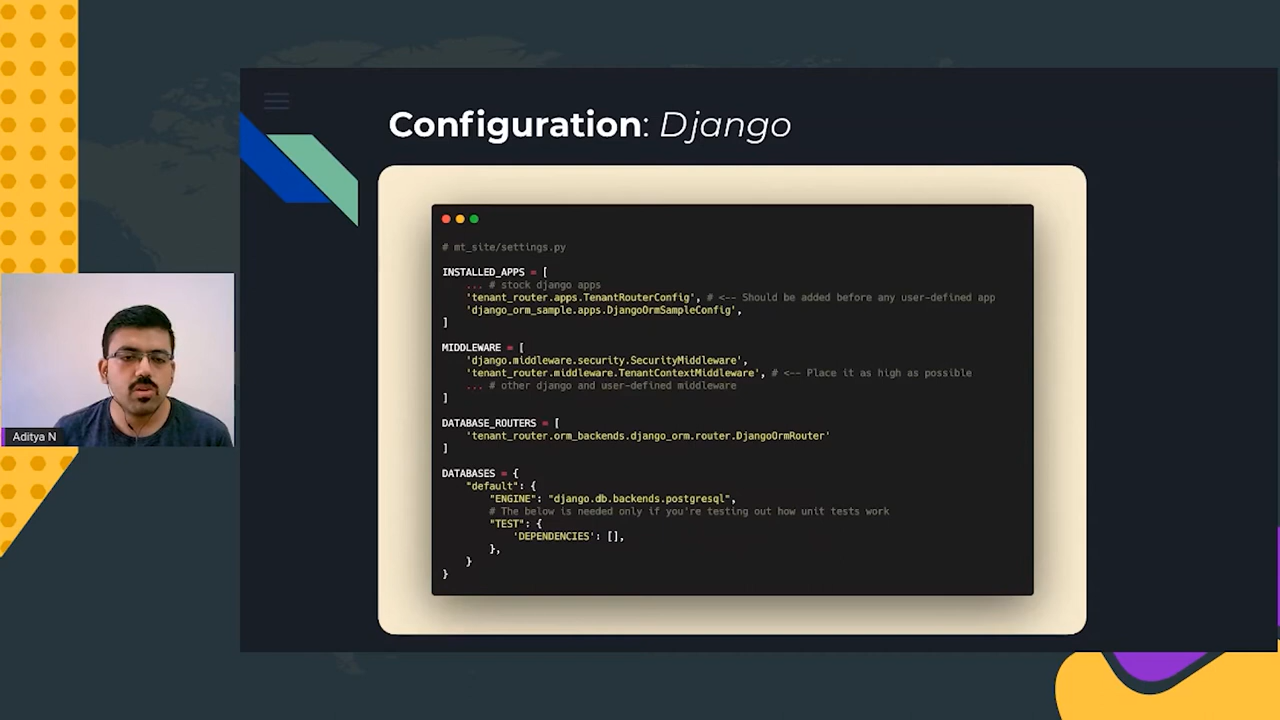 Configuration: Django
# mt_site/settings.py
INSTALLED_APPS = [
... # stock django apps
'tenant_router.apps.TenantRouterConfig', # <-- Should be added before any user-defined app
'django_orm_sample.apps.DjangoOrmSampleConfig',
]
MIDDLEWARE = [
'django.middleware.security.SecurityMiddleware',
'tenant_router.middleware.TenantContextMiddleware', # <-- Place it as high as possible
... # other django and user-defined middleware
]
DATABASE_ROUTERS = [
'tenant_router.orm_backends.django_orm.router.DjangoOrmRouter'
]
DATABASES = {
"default": {
"ENGINE": "django.db.backends.postgresql",
# The below is needed only if you're testing out how unit tests work
"TEST": {
'DEPENDENCIES': [],
},
}
}
Aditya N